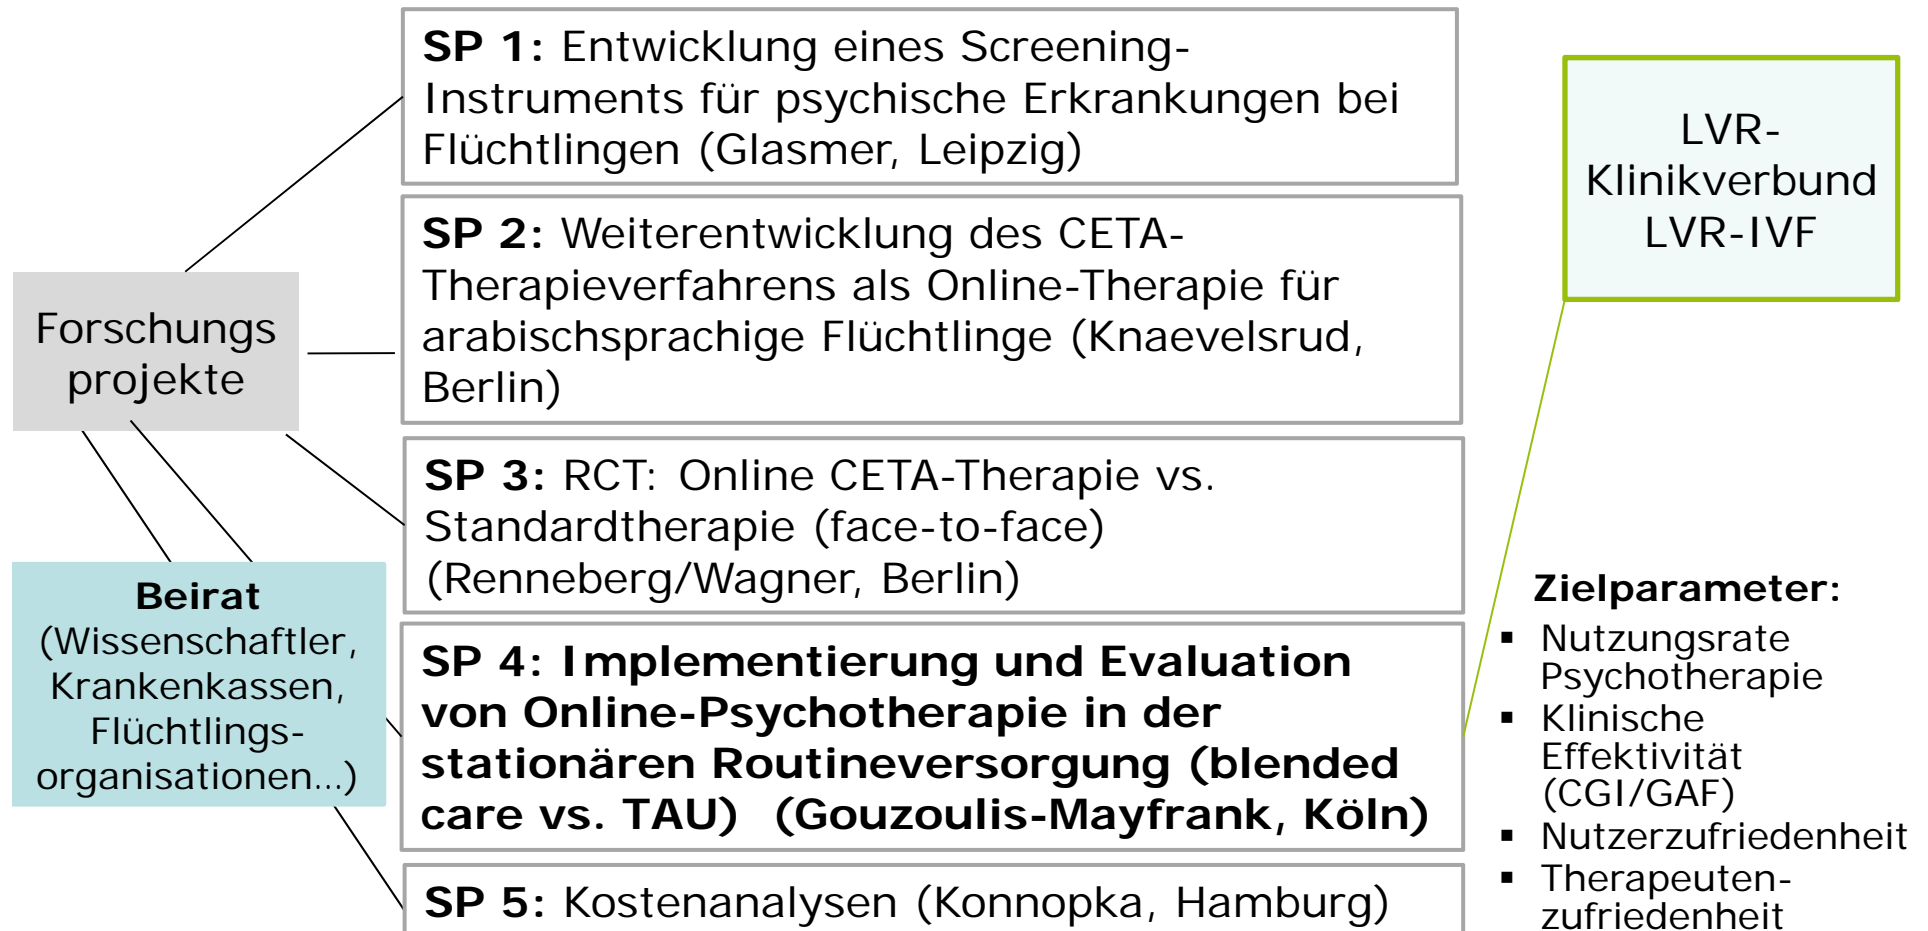 SP 1: Entwicklung eines Screening-
Instruments für psychische Erkrankungen bei
Flüchtlingen (Glasmer, Leipzig)
SP 2: Weiterentwicklung des CETA-
Therapieverfahrens als Online-Therapie für
arabischsprachige Flüchtlinge (Knaevelsrud,
Berlin)
Forschungs
projekte
SP 3: RCT: Online CETA-Therapie vs.
Standardtherapie (face-to-face)
(Renneberg/Wagner, Berlin)
Beirat
(Wissenschaftler,
Krankenkassen,
Flüchtlings-
organisationen...)
SP 4: Implementierung und Evaluation
von Online-Psychotherapie in der
stationären Routineversorgung (blended
care vs. TAU) (Gouzoulis-Mayfrank, Köln)
SP 5: Kostenanalysen (Konnopka, Hamburg)
LVR-
Klinikverbund
LVR-IVF
Zielparameter:
▪ Nutzungsrate
Psychotherapie
▪ Klinische
Effektivität
(CGI/GAF)
▪ Nutzerzufriedenheit
▪ Therapeuten-
zufriedenheit